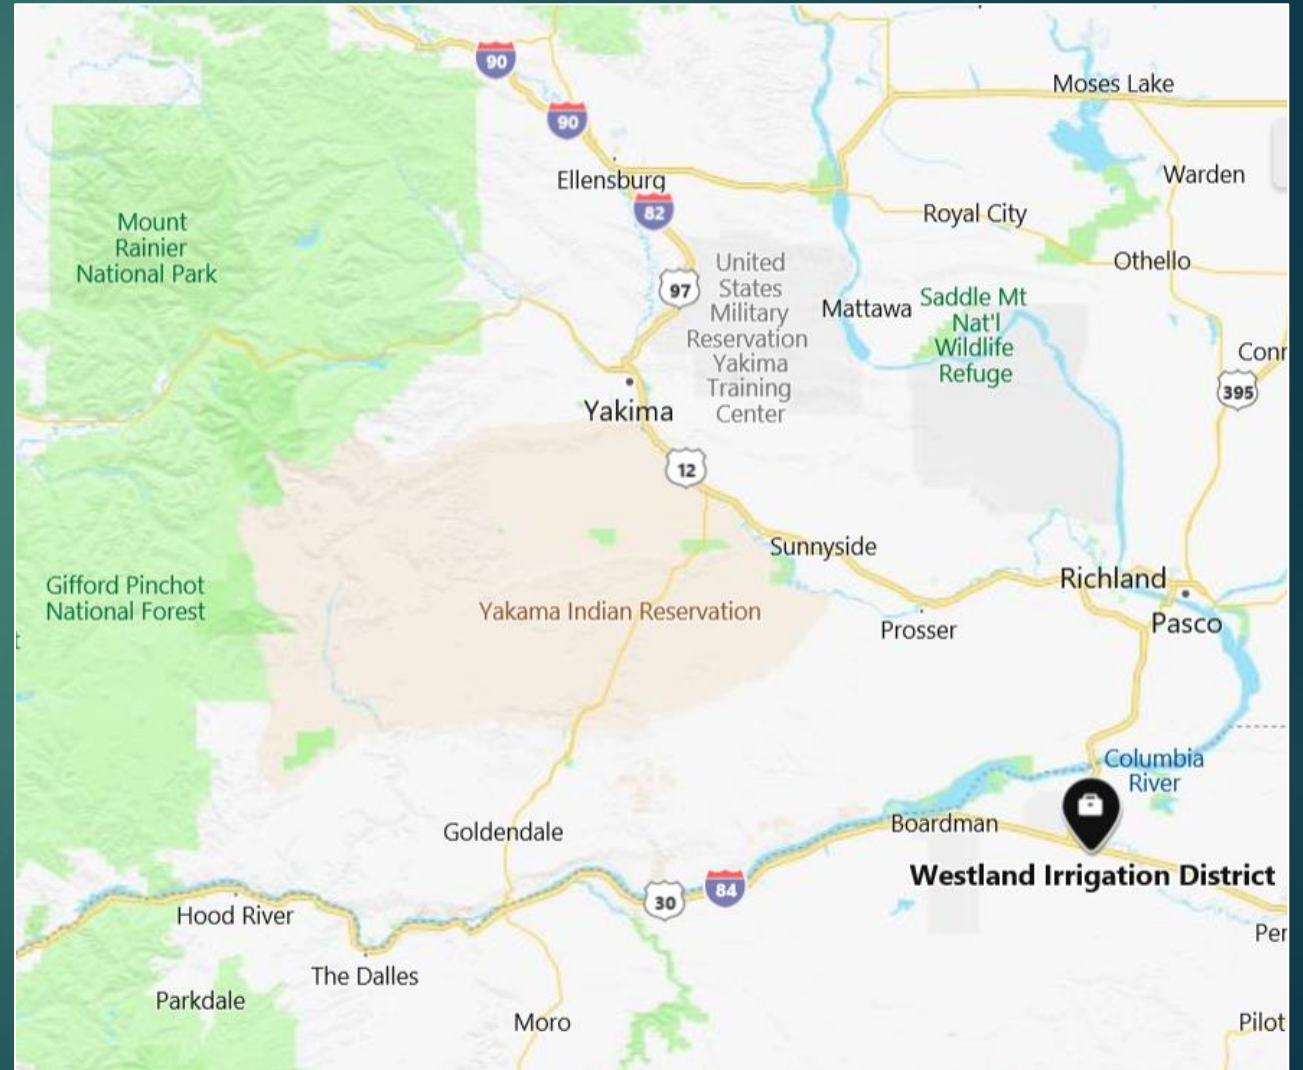 90
Moses Lake
90
Ellensburg
Warden
82
Royal City
Mount
Rainier
National Park
Othello
United
States
Military
Reservation
Yakima
Training
Center
97
Mattawa
Saddle Mt
Nat'l
Wildlife
Refuge
Conr
395
Yakima
12
Sunnyside
Richland
Gifford Pinchot
National Forest
Yakama Indian Reservation
Prosser
Pasco
t
Columbia
River
Goldendale
Boardman
Westland Irrigation District
84
30
Hood River
Per
The Dalles
Parkdale
Moro
Pilot